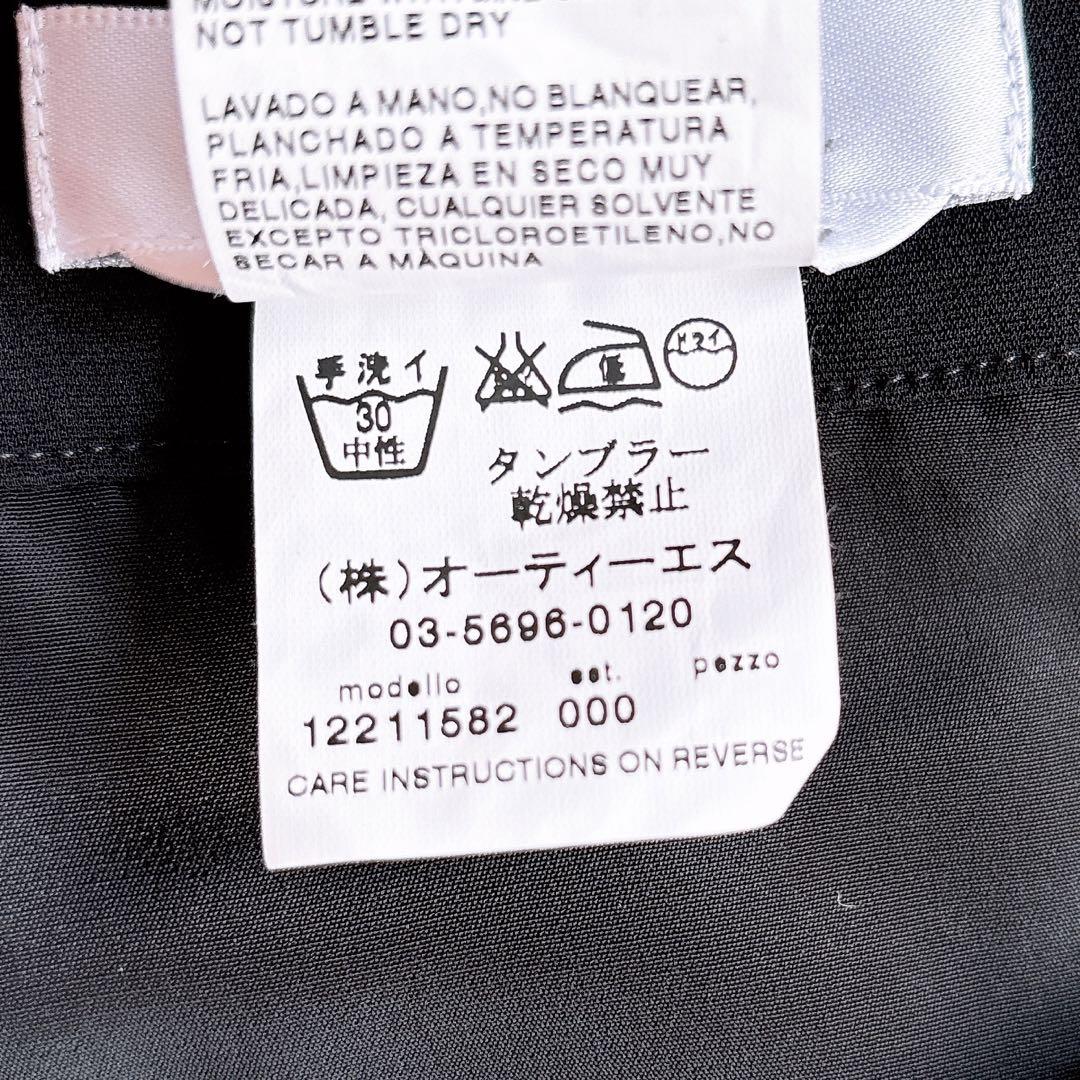 NOT TUMBLE DRY
LAVADO A MANO,NO BLANQUEAR,
PLANCHADO A TEMPERATURA
FRIA,LIMPIEZA EN SECO MUY
DELICADA, CUALQUIER SOLVENTE
EXCEPTO TRICLOROETILENO,NO
SECAR A MÀQUINA
手洗イ
30
中性
低
ドライ
タンブラー
乾燥禁止
(株)オーティーエス
03-5696-0120
modello est. pezzo
12211582 000
CARE INSTRUCTIONS ON REVERSE